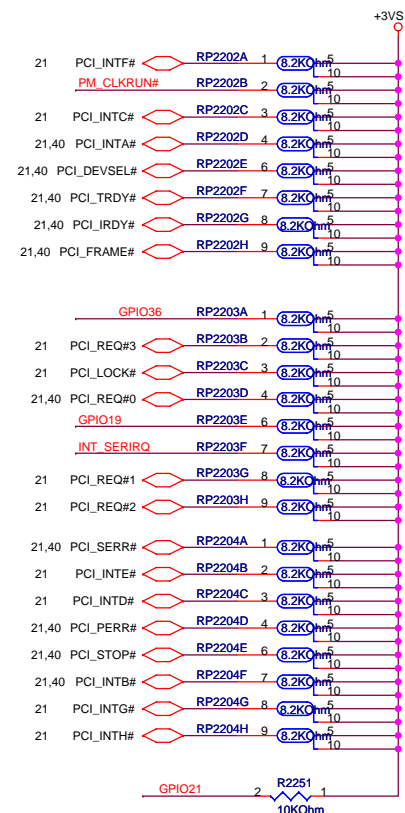 +3VS
21 PCI_INTF# RP2202A 1 8.2KOhm 5
10
PM_CLKRUN# RP2202B 2 8.2KOhm 5
10
21 PCI_INTC# RP2202C 3 8.2KOhm 5
10
21,40 PCI_INTA# RP2202D 4 8.2KOhm 5
10
21,40 PCI_DEVSEL# RP2202E 6 8.2KOhm 5
10
21,40 PCI_TRDY# RP2202F 7 8.2KOhm 5
10
21,40 PCI_IRDY# RP2202G 8 8.2KOhm 5
10
21,40 PCI_FRAME# RP2202H 9 8.2KOhm 5
10
GPIO36 RP2203A 1 8.2KOhm 5
10
21 PCI_REQ#3 RP2203B 2 8.2KOhm 5
10
21 PCI_LOCK# RP2203C 3 8.2KOhm 5
10
21,40 PCI_REQ#0 RP2203D 4 8.2KOhm 5
10
GPIO19 RP2203E 6 8.2KOhm 5
10
INT_SERIRQ RP2203F 7 8.2KOhm 5
10
21 PCI_REQ#1 RP2203G 8 8.2KOhm 5
10
21 PCI_REQ#2 RP2203H 9 8.2KOhm 5
10
21,40 PCI_SERR# RP2204A 1 8.2KOhm 5
10
21 PCI_INTE# RP2204B 2 8.2KOhm 5
10
21 PCI_INTD# RP2204C 3 8.2KOhm 5
10
21,40 PCI_PERR# RP2204D 4 8.2KOhm 5
10
21,40 PCI_STOP# RP2204E 6 8.2KOhm 5
10
21,40 PCI_INTB# RP2204F 7 8.2KOhm 5
10
21 PCI_INTG# RP2204G 8 8.2KOhm 5
10
21 PCI_INTH# RP2204H 9 8.2KOhm 5
10
GPIO21 2 R2251 1
10KOhm